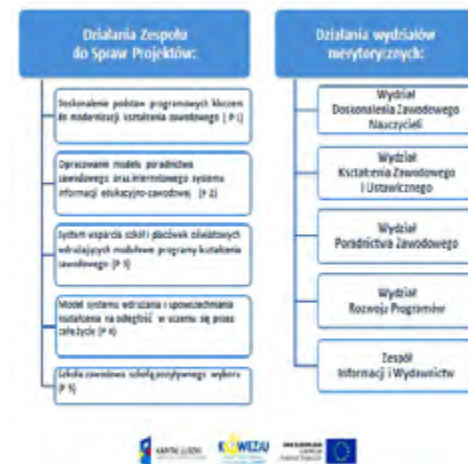 Działania Zespołu
do Spraw Projektów:
Doskonalenie podstaw programowych kluczem
do modernizacji kształcenia zawodowego ( P 1)
Opracowanie modelu poradnictwa
zawodowego oraz internetowego systemu
informacji edukacyjno-zawodowej (P 2)
System wsparcia szkół i placówek oświatowych
wdrażających modułowe programy kształcenia
zawodowego (P 3)
Model systemu wdrażania i upowszechniania
kształcenia na odległość w uczeniu się przez
całe życie (P 4)
Szkoła zawodowa szkołą pozytywnego wyboru
(P 5)
Działania wydziałów
merytorycznych:
Wydział
Doskonalenia Zawodowego
Nauczycieli
Wydział
Kształcenia Zawodowego
i Ustawicznego
Wydział
Poradnictwa Zawodowego
Wydział
Rozwoju Programów
Zespół
Informacji i Wydawnictw
KAPITAŁ LUDZKI
KOWEZIU
UNIA EUROPEJSKA